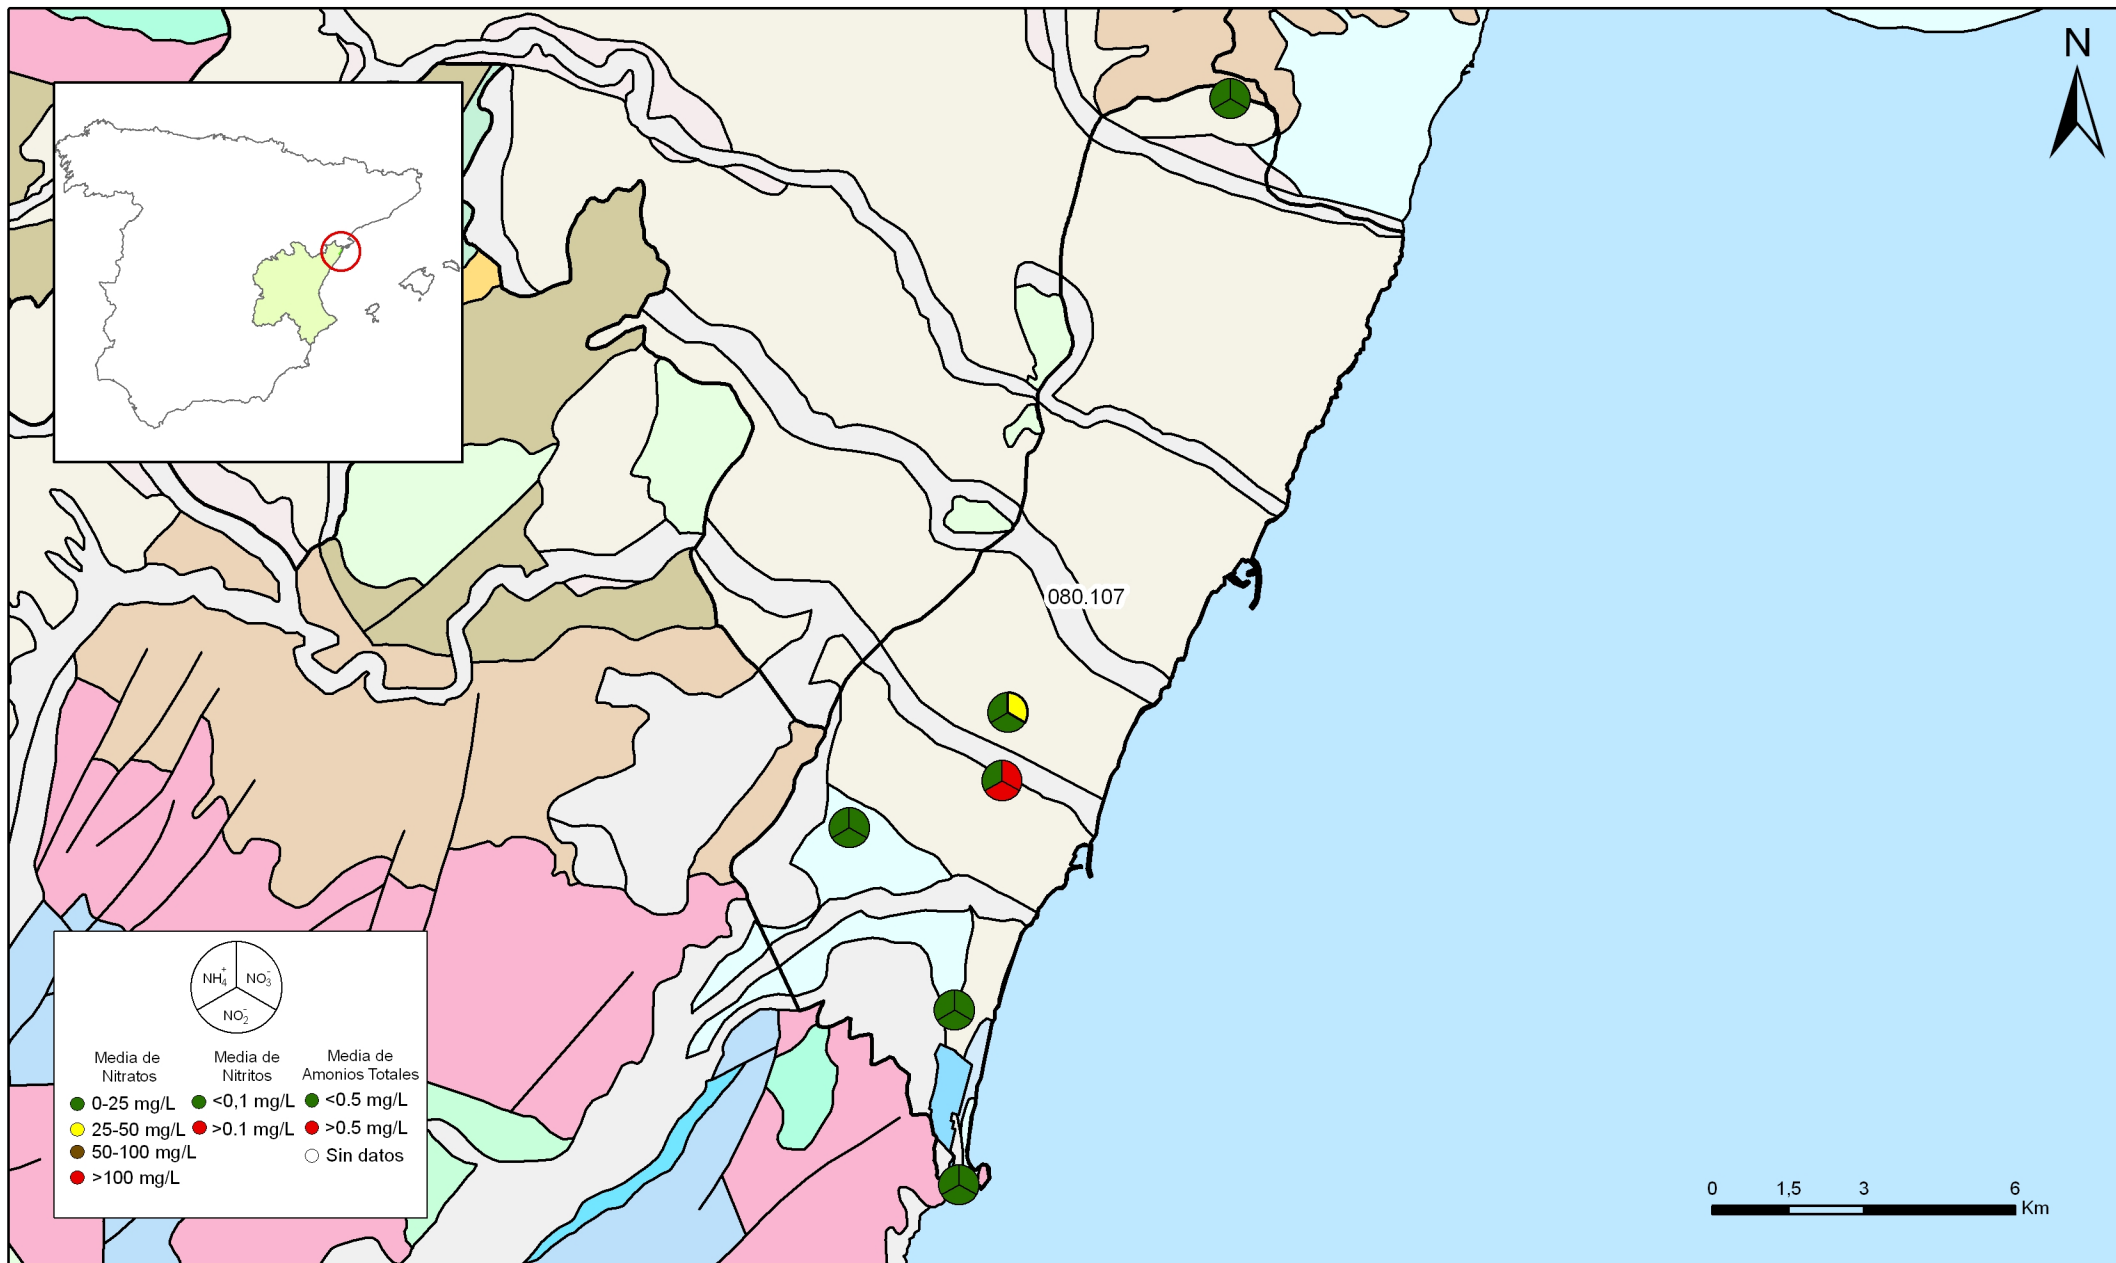 N
080.107
NH4+ NO3-
NO2-
Media de Nitratos
0-25 mg/L
25-50 mg/L
50-100 mg/L
>100 mg/L
Media de Nitritos
<0,1 mg/L
>0.1 mg/L
Media de Amonios Totales
<0.5 mg/L
>0.5 mg/L
Sin datos
0 1,5 3 6
Km